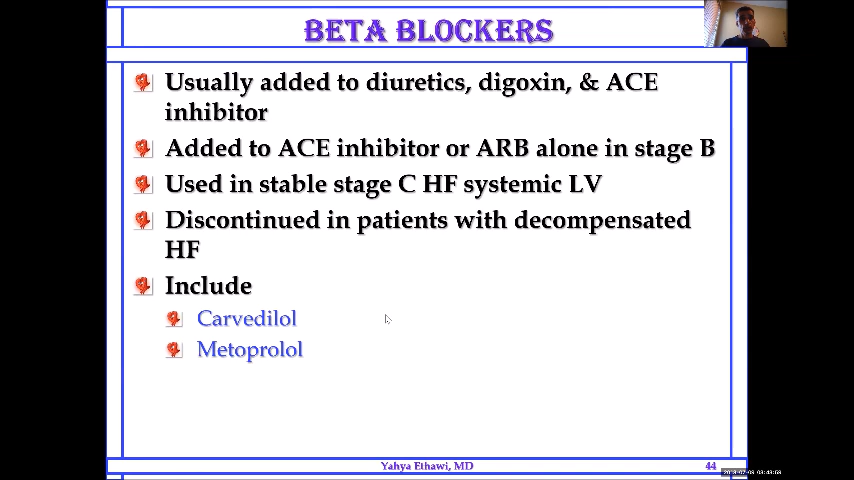 BETA BLOCKERS
Usually added to diuretics, digoxin, & ACE
inhibitor
Added to ACE inhibitor or ARB alone in stage B
Used in stable stage C HF systemic LV
Discontinued in patients with decompensated
HF
Include
Carvedilol
Metoprolol
Yahya Ethawi, MD
44